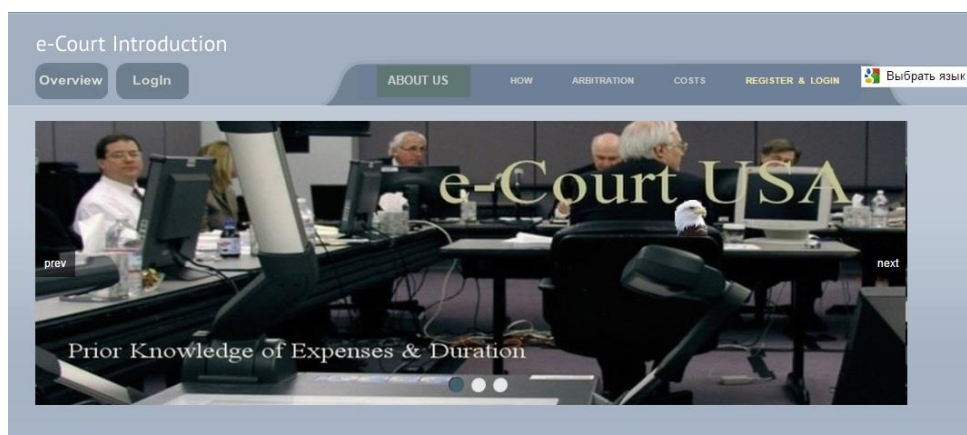 e-Court Introduction
Overview LogIn ABOUT US HOW ARBITRATION COSTS REGISTER & LOGIN Выбрать язык
e-Court USA
prev next
Prior Knowledge of Expenses & Duration